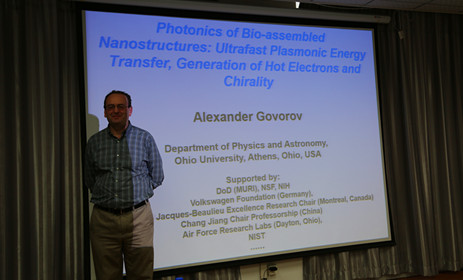 Photonics of Bio-assembled
Nanostructures: Ultrafast Plasmonic Energy
Transfer, Generation of Hot Electrons and
Chirality
Alexander Govorov
Department of Physics and Astronomy,
Ohio University, Athens, Ohio, USA
Supported by:
DoD (MURI), NSF, NIH
Volkswagen Foundation (Germany),
Jacques-Beaulieu Excellence Research Chair (Montreal, Canada)
Chang Jiang Chair Professorship (China)
Air Force Research Labs (Dayton, Ohio),
NIST